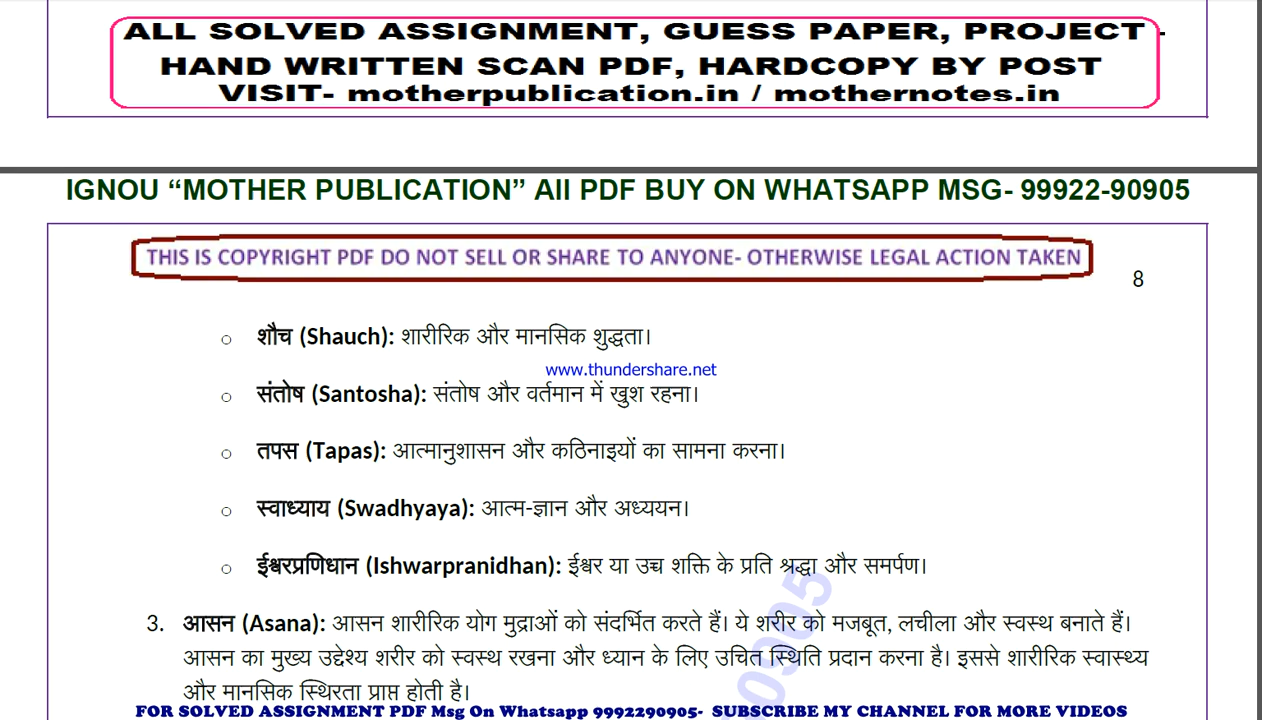 ALL SOLVED ASSIGNMENT, GUESS PAPER, PROJECT -
HAND WRITTEN SCAN PDF, HARDCOPY BY POST
VISIT- motherpublication.in / mothernotes.in
IGNOU “MOTHER PUBLICATION” All PDF BUY ON WHATSAPP MSG- 99922-90905
THIS IS COPYRIGHT PDF DO NOT SELL OR SHARE TO ANYONE- OTHERWISE LEGAL ACTION TAKEN
8
○ शौच (Shauch): शारीरिक और मानसिक शुद्धता।
www.thundershare.net
○ संतोष (Santosha): संतोष और वर्तमान में खुश रहना।
○ तपस (Tapas): आत्मानुशासन और कठिनाइयों का सामना करना।
○ स्वाध्याय (Swadhyaya): आत्म-ज्ञान और अध्ययन।
○ ईश्वरप्रणिधान (Ishwarpranidhan): ईश्वर या उच्च शक्ति के प्रति श्रद्धा और समर्पण।
3. आसन (Asana): आसन शारीरिक योग मुद्राओं को संदर्भित करते हैं। ये शरीर को मजबूत, लचीला और स्वस्थ बनाते हैं।
आसन का मुख्य उद्देश्य शरीर को स्वस्थ रखना और ध्यान के लिए उचित स्थिति प्रदान करना है। इससे शारीरिक स्वास्थ्य
और मानसिक स्थिरता प्राप्त होती है।
FOR SOLVED ASSIGNMENT PDF Msg On Whatsapp 9992290905- SUBSCRIBE MY CHANNEL FOR MORE VIDEOS
90905